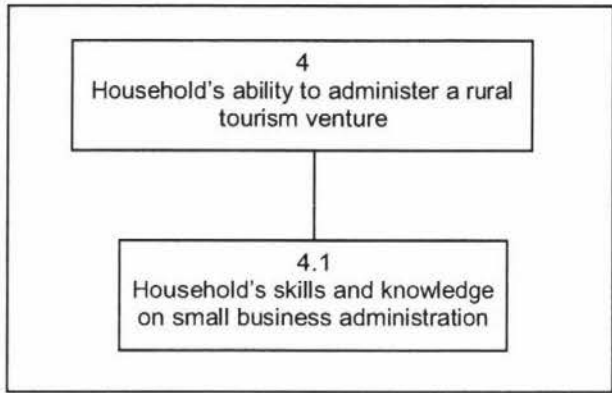 4
Household's ability to administer a rural
tourism venture
4.1
Household's skills and knowledge
on small business administration